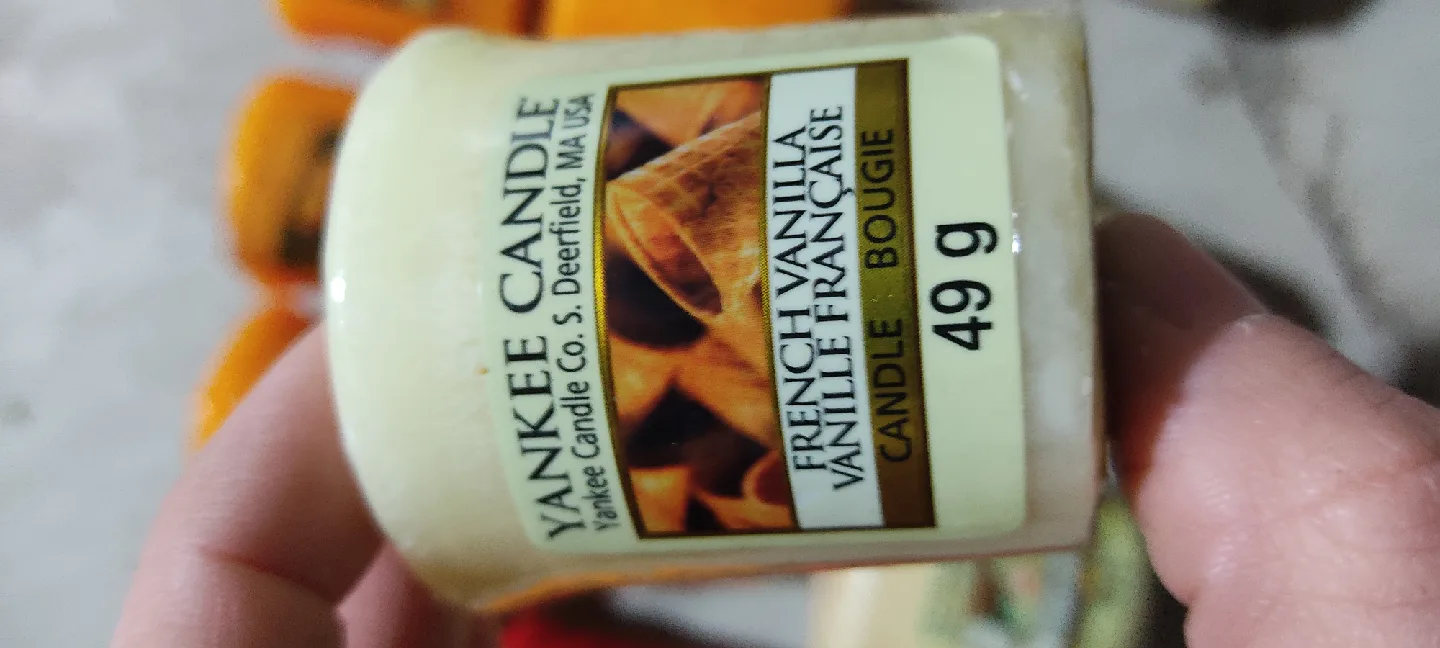 YANKEE CANDLE
Yankee Candle Co. S. Deerfield, MA USA
FRENCH VANILLA
VANILLE FRANÇAISE
CANDLE BOUGIE
49 g